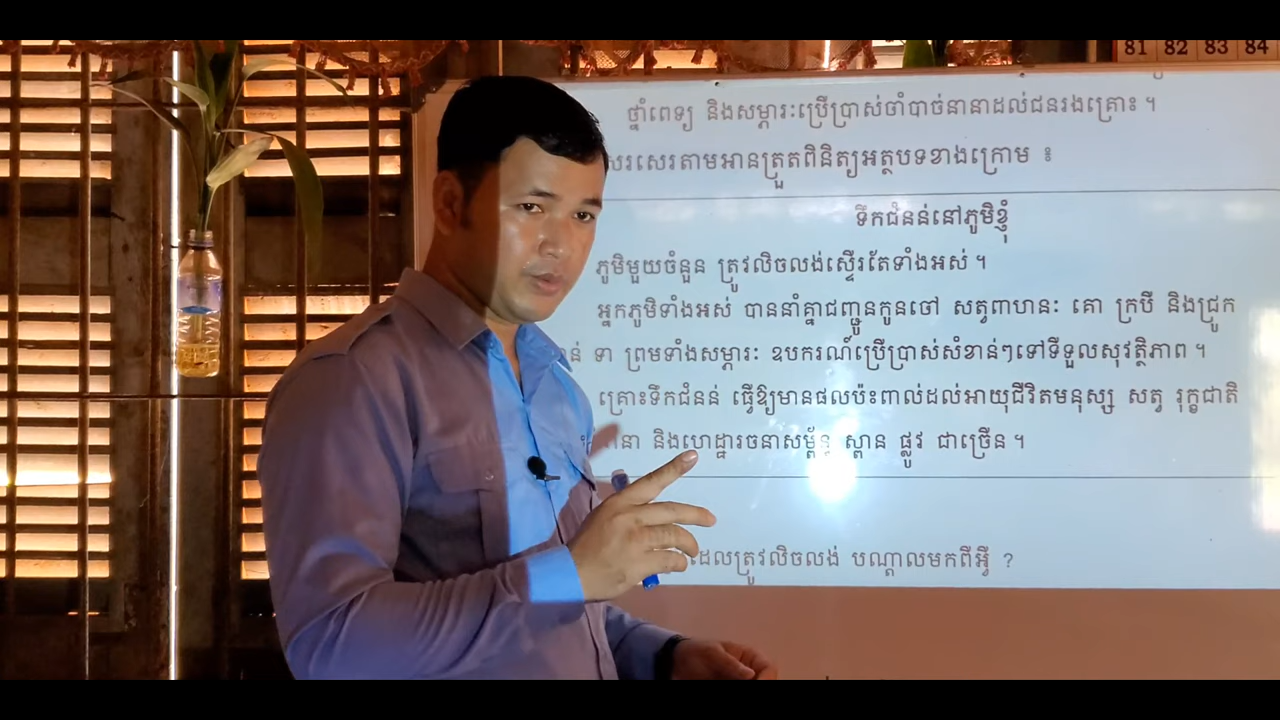 81 82 83 84
ថ្នាំពេទ្យ និងសម្ភារៈប្រើប្រាស់ចាំបាច់នានាដល់ជនរងគ្រោះ ។
សរសេរតាមអានត្រួតពិនិត្យអត្ថបទខាងក្រោម ៖
ទឹកជំនន់នៅភូមិខ្ញុំ
ភូមិមួយចំនួន ត្រូវលិចលង់ស្ទើរតែទាំងអស់ ។
អ្នកភូមិទាំងអស់ បាននាំគ្នាជញ្ជូនកូនចៅ សត្វពាហនៈ គោ ក្របី និងជ្រូក
ទា ព្រមទាំងសម្ភារៈ ឧបករណ៍ប្រើប្រាស់សំខាន់ៗទៅទីទួលសុវត្ថិភាព ។
គ្រោះទឹកជំនន់ ធ្វើឱ្យមានផលប៉ះពាល់ដល់អាយុជីវិតមនុស្ស សត្វ រុក្ខជាតិ
និងហេដ្ឋារចនាសម្ព័ន្ធ ស្ពាន ផ្លូវ ជាច្រើន ។
ដែលត្រូវលិចលង់ បណ្ដាលមកពីអ្វី ?